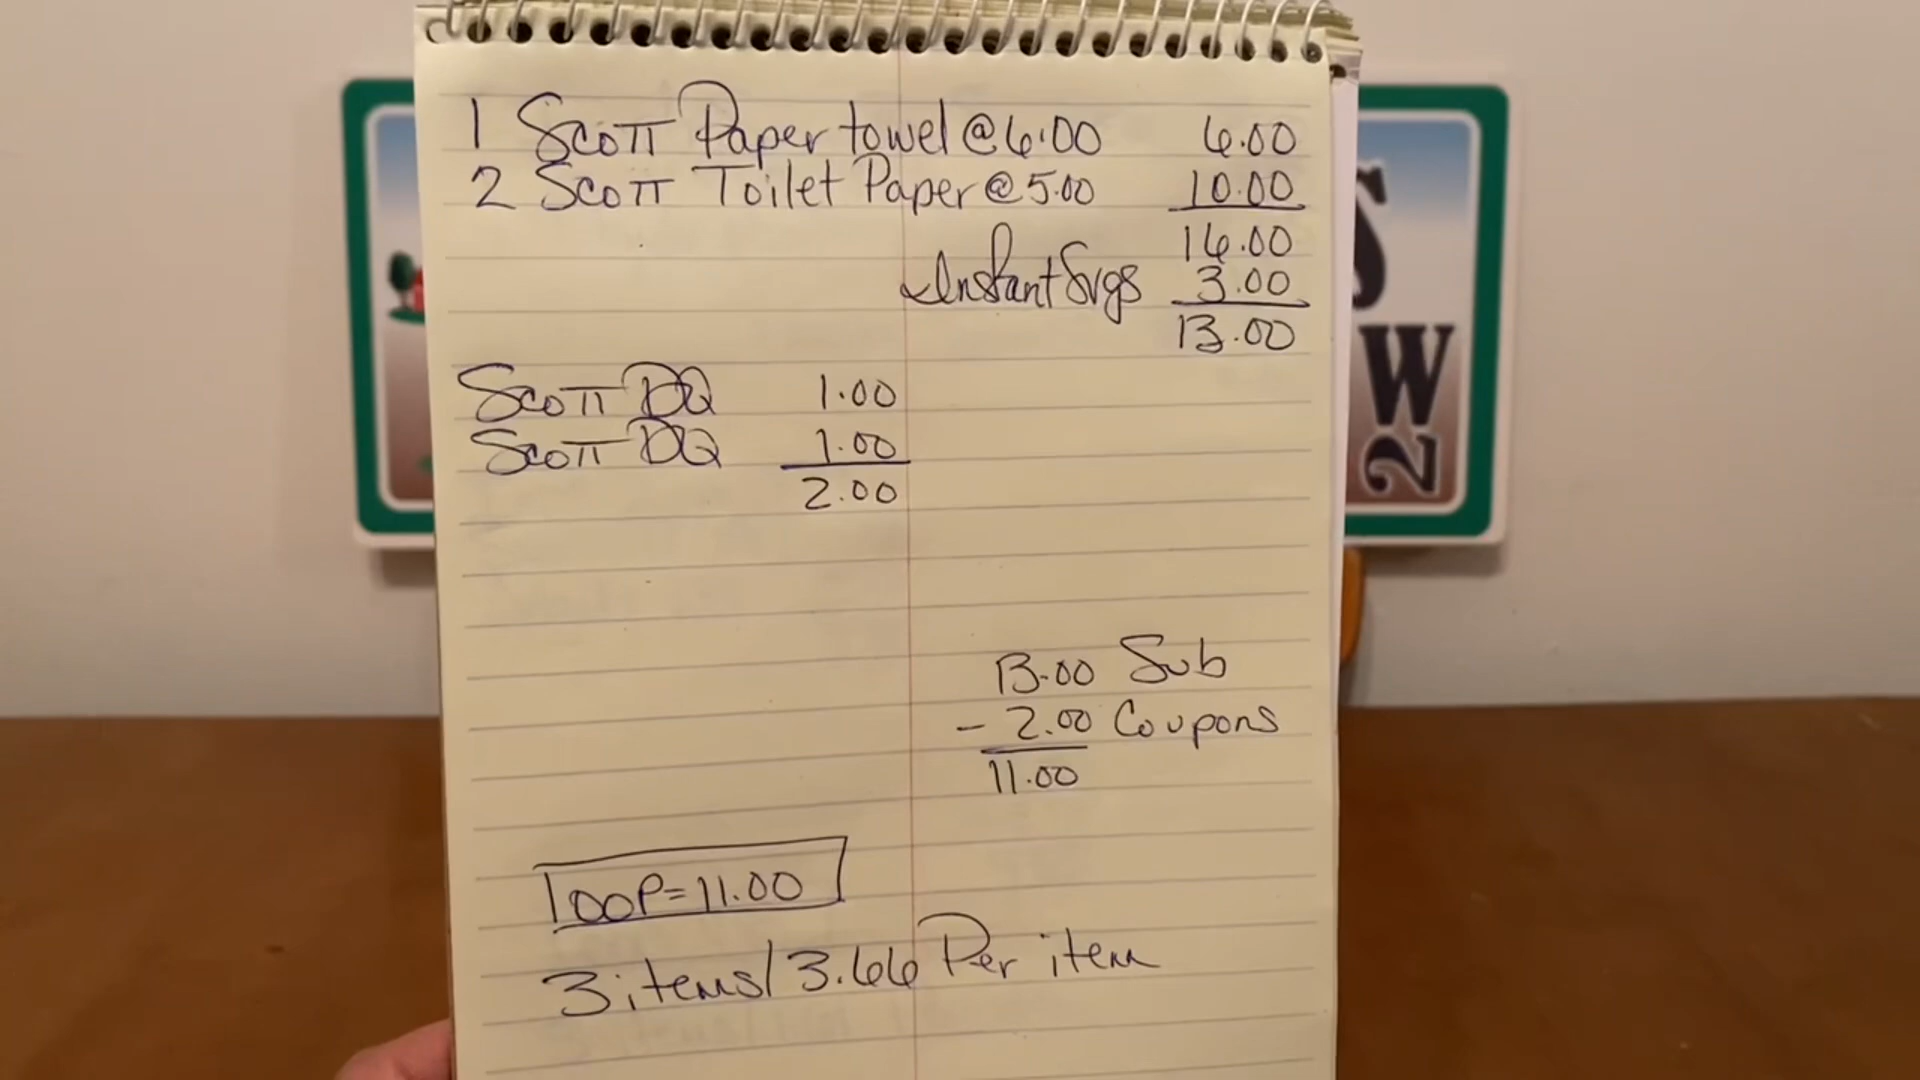 1 Scott Paper towel @ 6.00 6.00
2 Scott Toilet Paper @ 5.00 10.00
16.00
Instant Svgs 3.00
13.00
Scott DQ 1.00
Scott DQ 1.00
2.00
13.00 Sub
- 2.00 Coupons
11.00
OOP = 11.00
3 items / 3.66 Per item
S
W
2